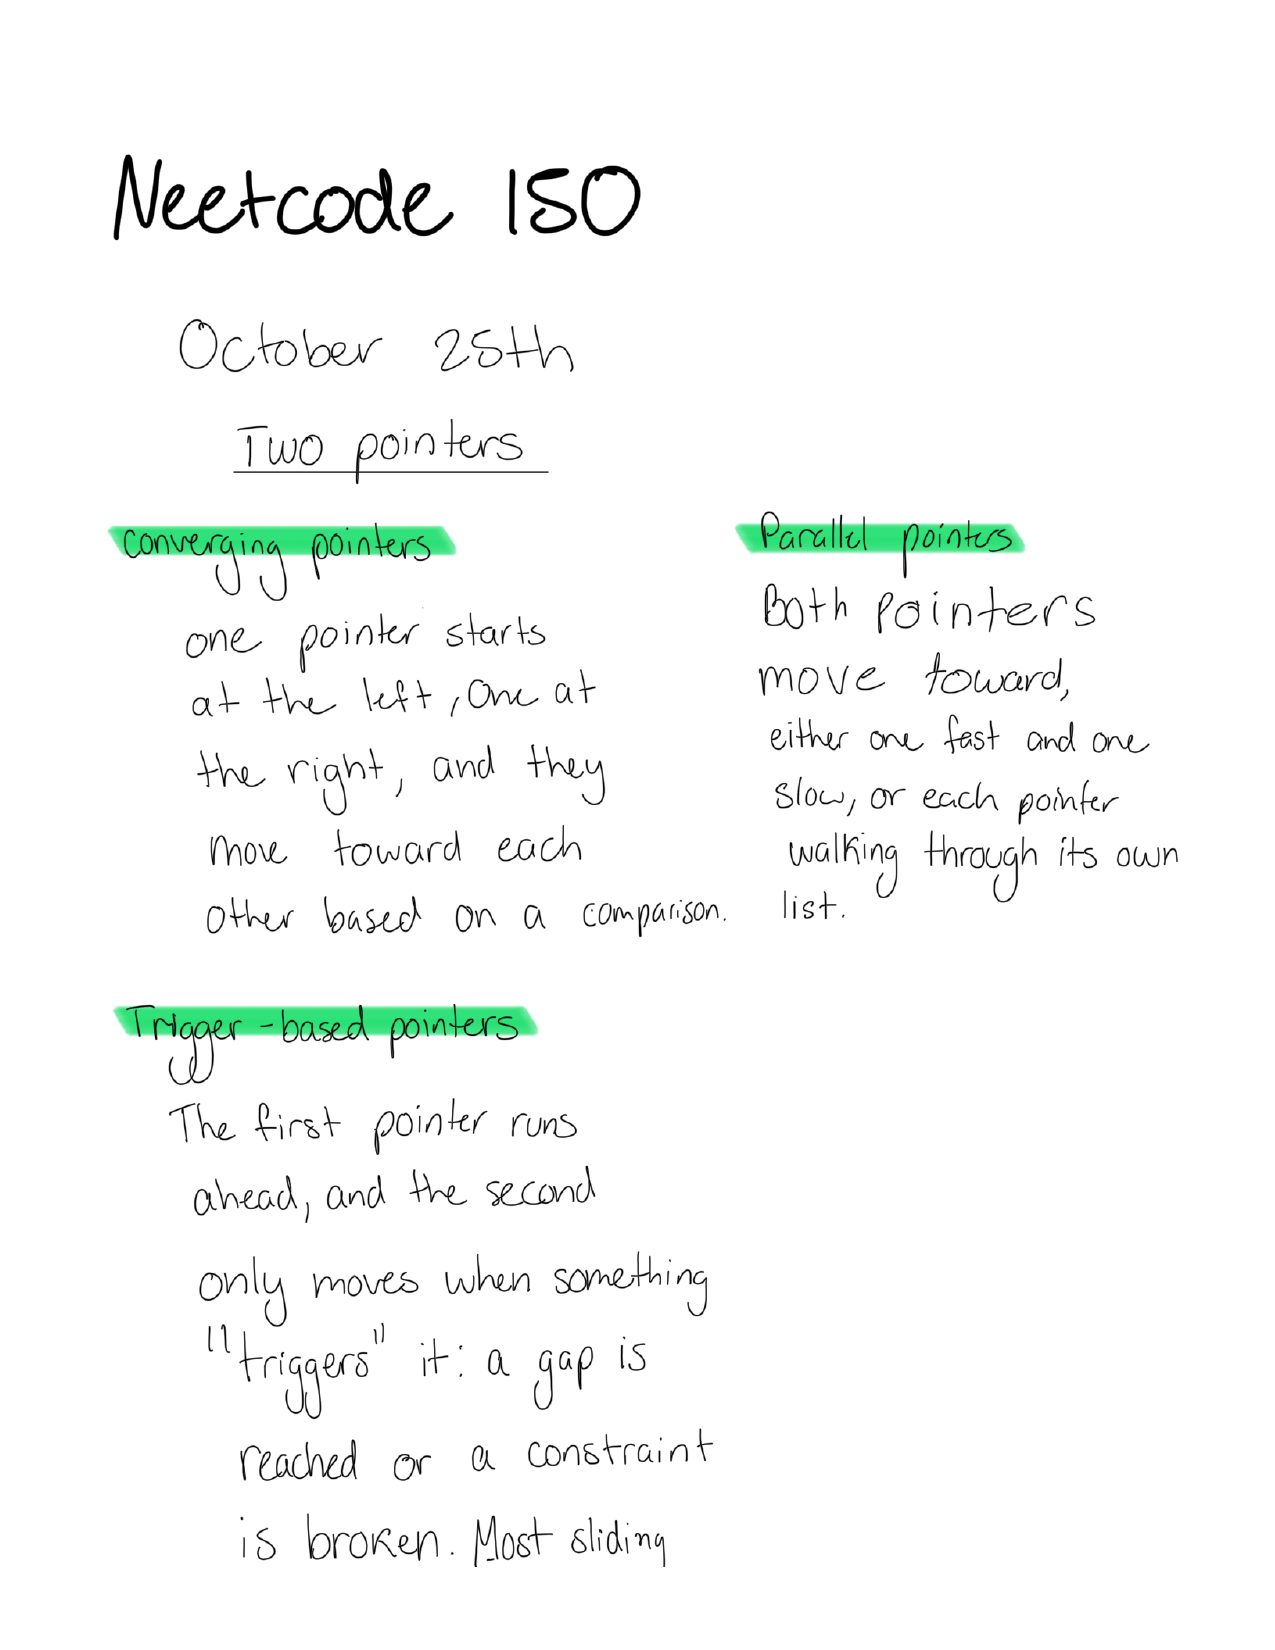 Neetcode 150
October 25th
Two pointers
converging pointers
one pointer starts
at the left, one at
the right, and they
move toward each
other based on a comparison.
Parallel pointers
Both pointers
move toward,
either one fast and one
slow, or each pointer
walking through its own
list.
Trigger-based pointers
The first pointer runs
ahead, and the second
only moves when something
"triggers" it: a gap is
reached or a constraint
is broken. Most sliding